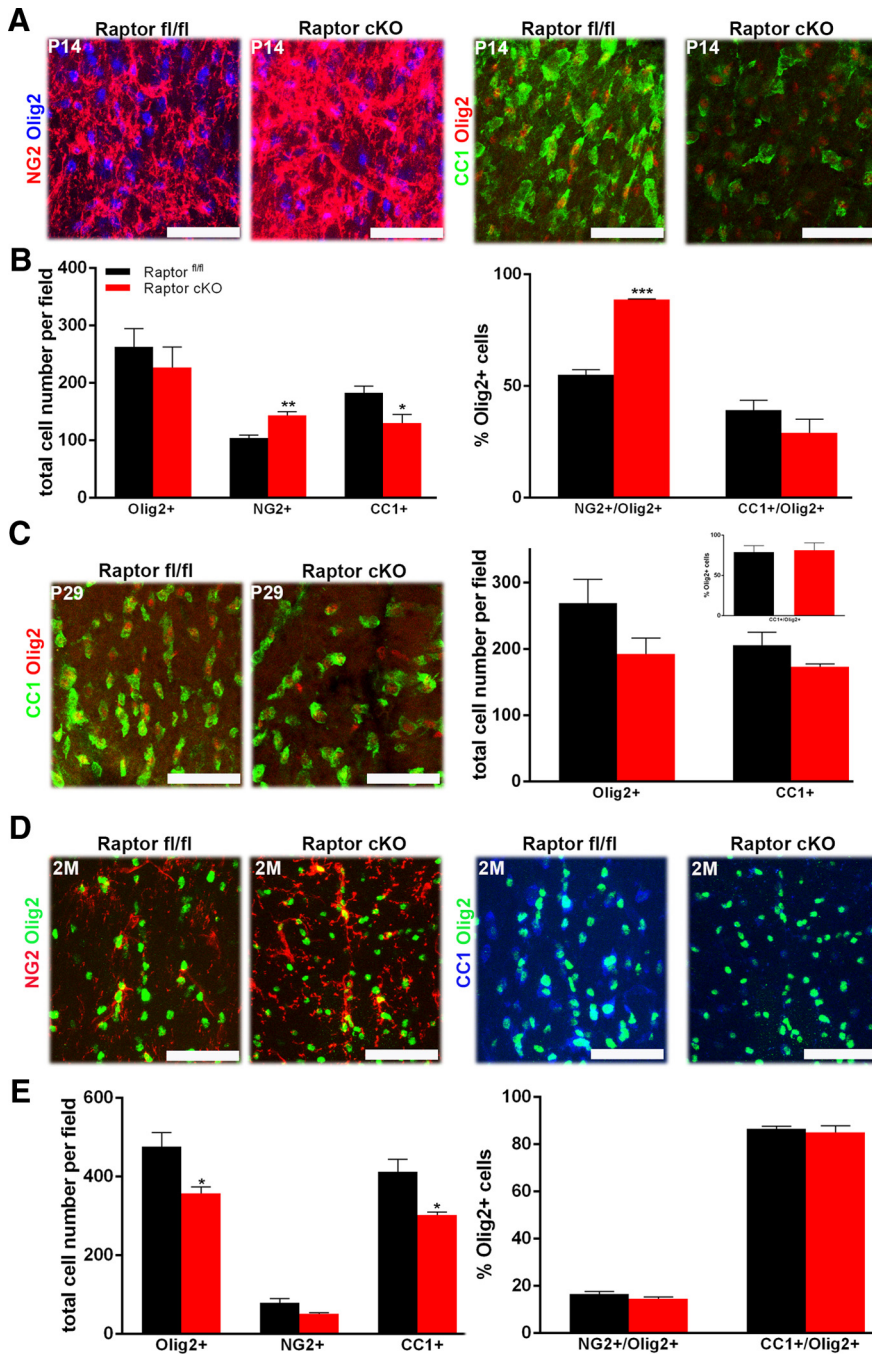 A
Raptor fl/fl
Raptor cKO
Raptor fl/fl
Raptor cKO
NG2 Olig2
P14
P14
CC1 Olig2
P14
P14
B
total cell number per field
400
300
200
100
0
Raptor fl/fl
Raptor cKO
**
*
Olig2+
NG2+
CC1+
% Olig2+ cells
100
50
0
***
NG2+/Olig2+
CC1+/Olig2+
C
Raptor fl/fl
Raptor cKO
CC1 Olig2
P29
P29
total cell number per field
300
200
100
0
Olig2+
CC1+
% Olig2+ cells
100
50
0
CC1+/Olig2+
D
Raptor fl/fl
Raptor cKO
Raptor fl/fl
Raptor cKO
NG2 Olig2
2M
2M
CC1 Olig2
2M
2M
E
total cell number per field
600
400
200
0
*
*
Olig2+
NG2+
CC1+
% Olig2+ cells
100
80
60
40
20
0
NG2+/Olig2+
CC1+/Olig2+